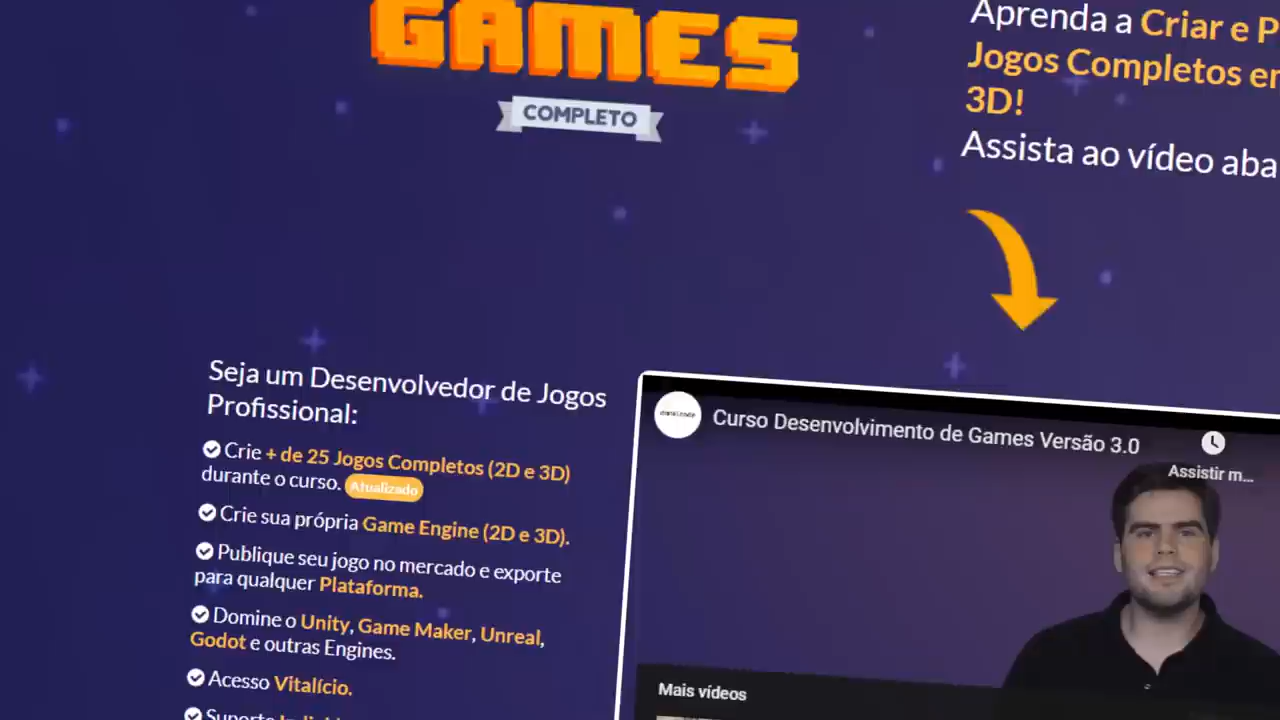 GAMES
COMPLETO
Aprenda a Criar e P
Jogos Completos e
3D!
Assista ao vídeo aba
Seja um Desenvolvedor de Jogos
Profissional:
Crie + de 25 Jogos Completos (2D e 3D)
durante o curso. Atualizado
Crie sua própria Game Engine (2D e 3D).
Publique seu jogo no mercado e exporte
para qualquer Plataforma.
Domine o Unity, Game Maker, Unreal,
Godot e outras Engines.
Acesso Vitalício.
Suporte
Curso Desenvolvimento de Games Versão 3.0
Assistir m...
Mais vídeos